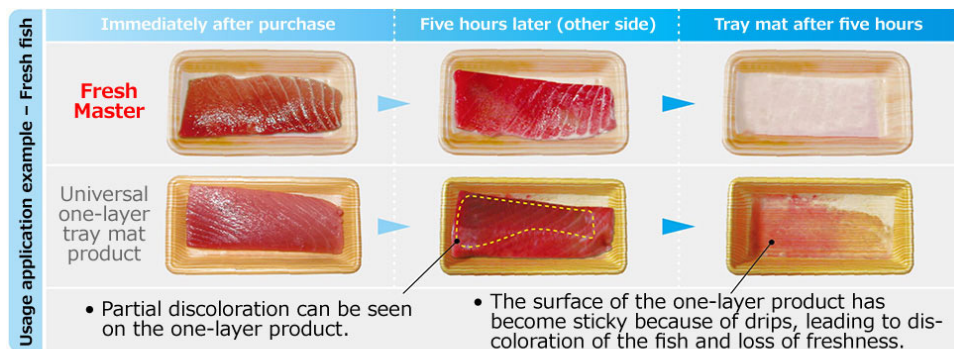 Usage application example – Fresh fish
Immediately after purchase
Five hours later (other side)
Tray mat after five hours
Fresh
Master
Universal
one-layer
tray mat
product
• Partial discoloration can be seen
on the one-layer product.
• The surface of the one-layer product has
become sticky because of drips, leading to dis-
coloration of the fish and loss of freshness.